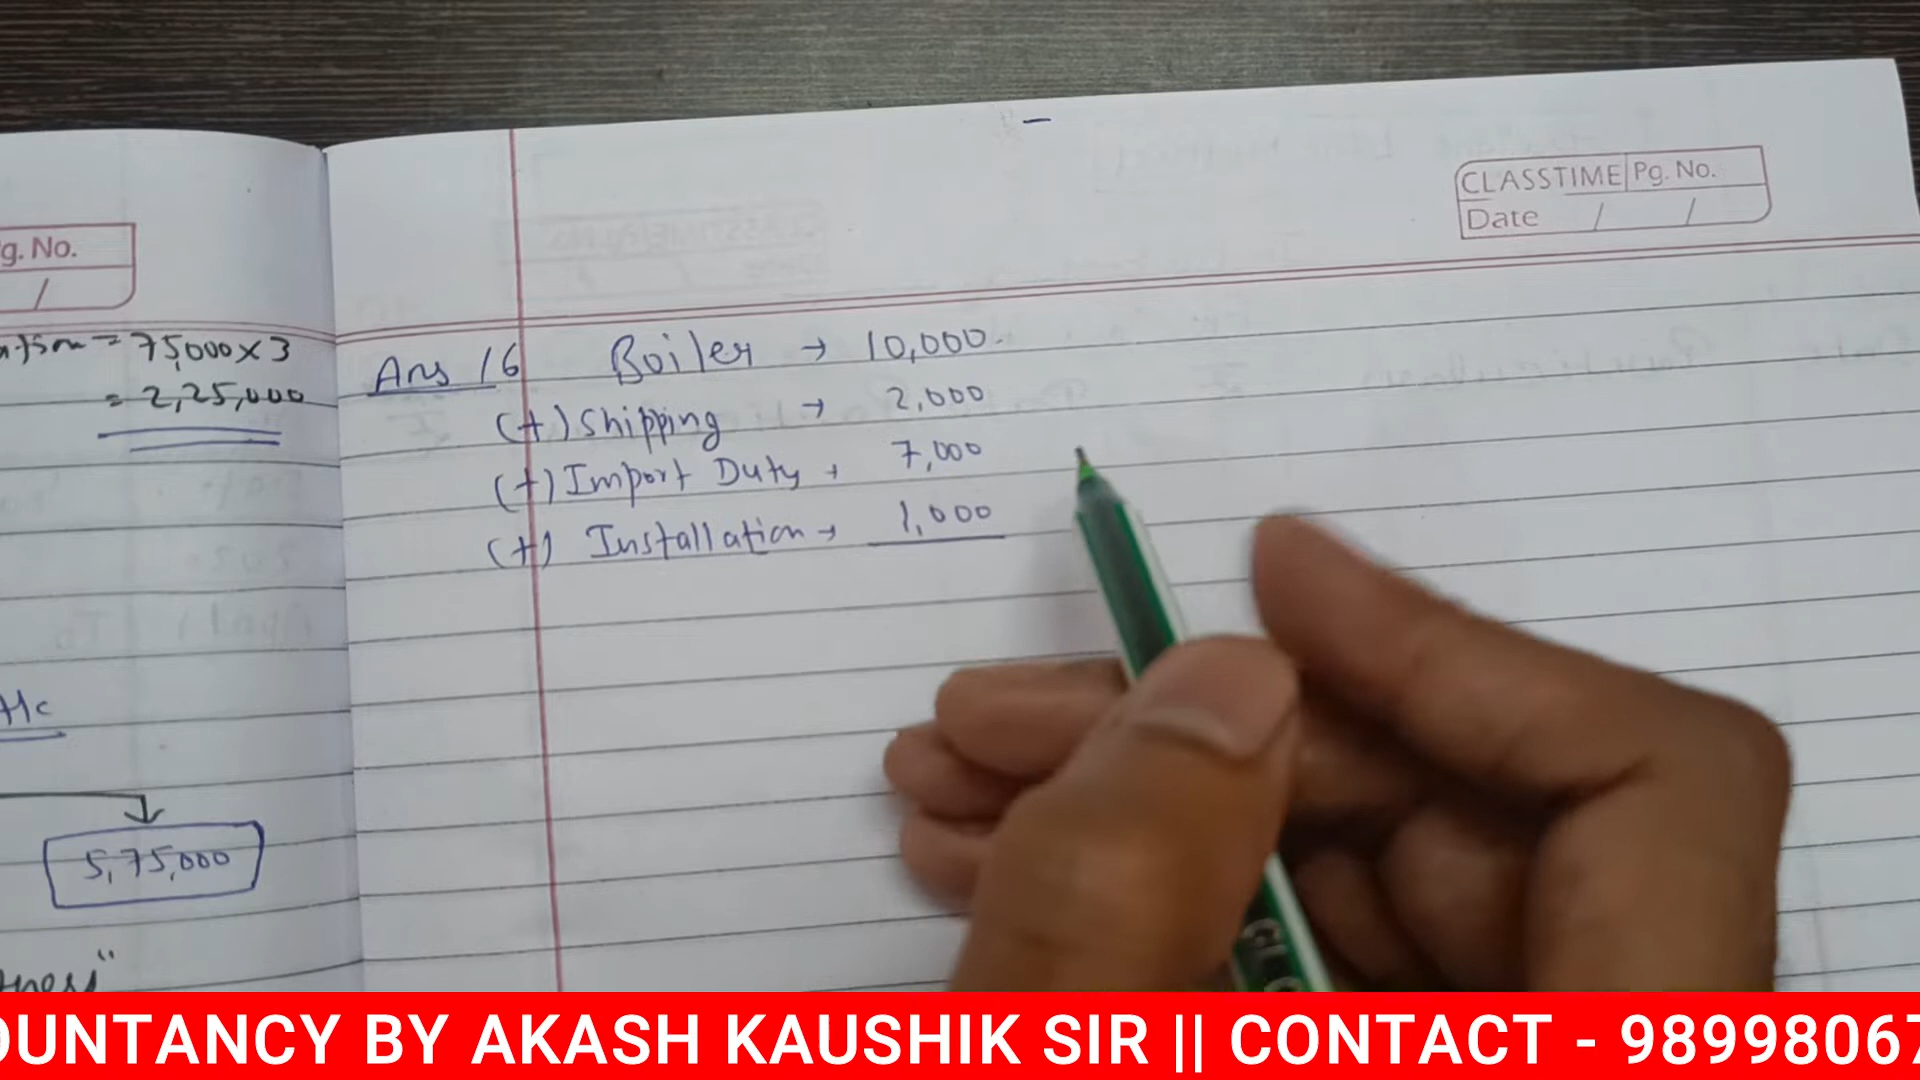 g. No.
/
= 75,000 x 3
= 2,25,000
A/c
5,75,000
CLASSTIME Pg. No.
Date / /
Ans 16 Boiler → 10,000.
(+) Shipping → 2,000
(+) Import Duty → 7,000
(+) Installation → 1,000
OUNTANCY BY AKASH KAUSHIK SIR || CONTACT - 98998067